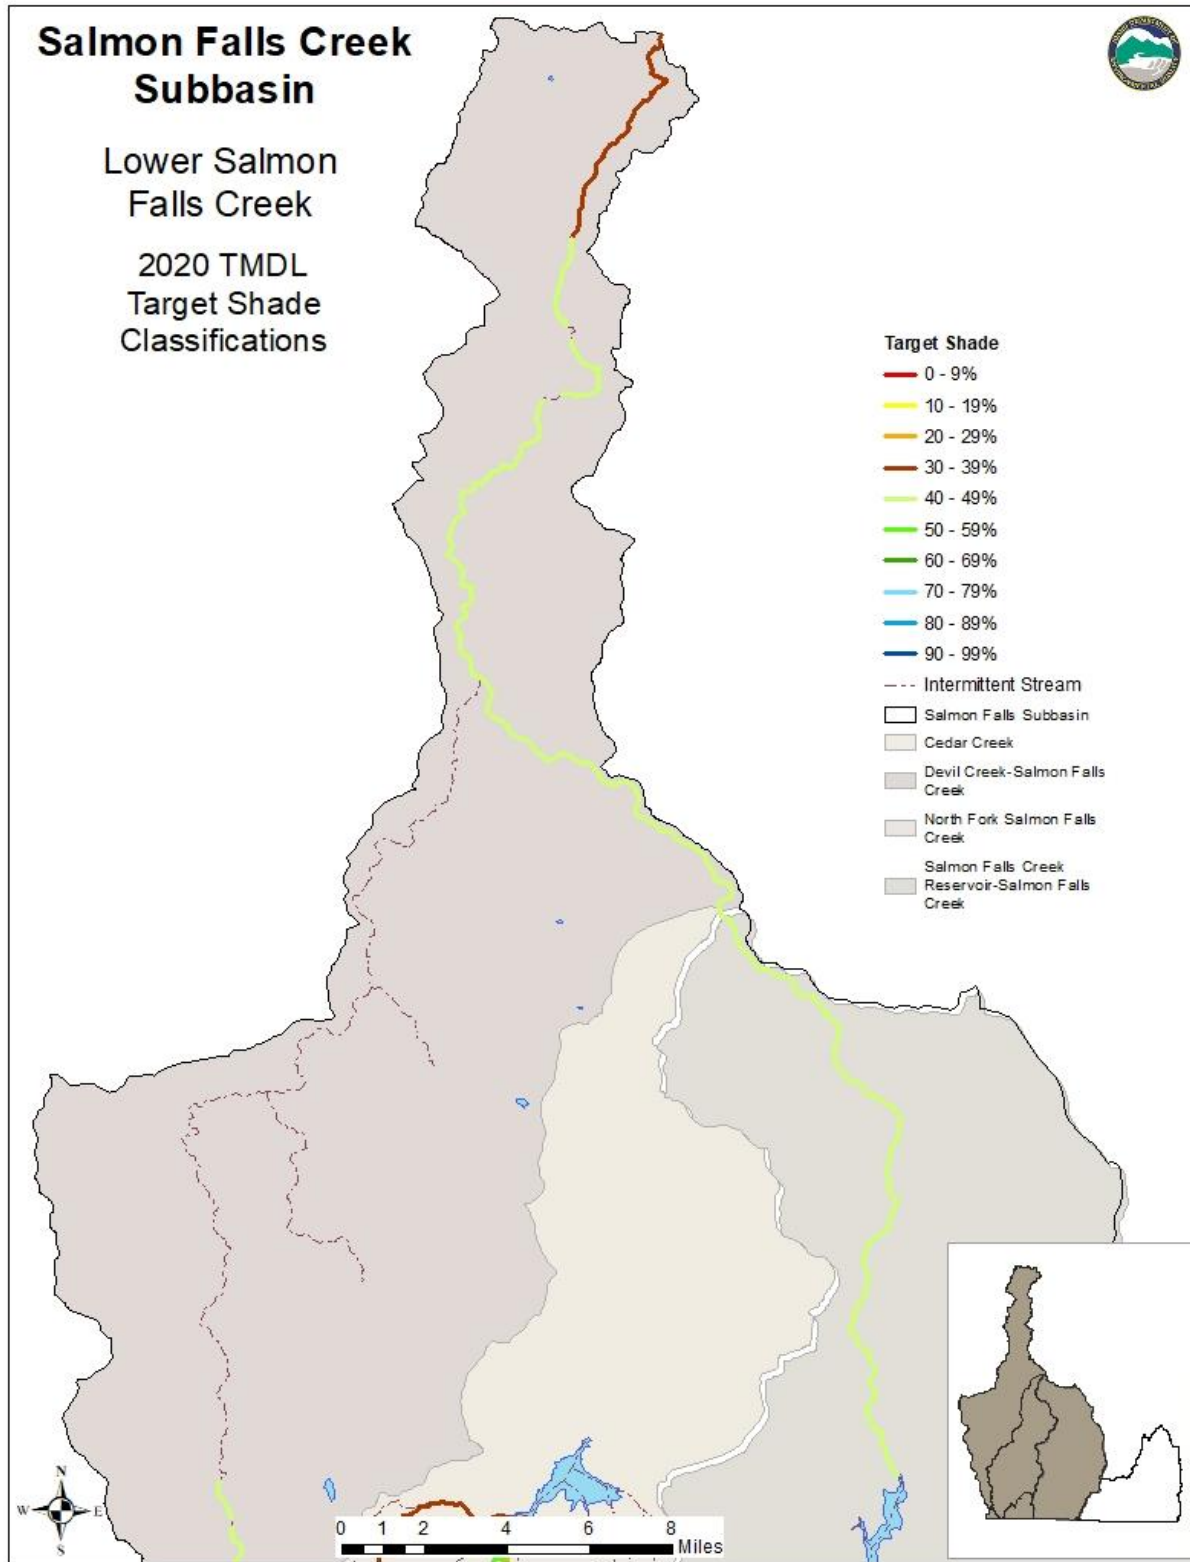 Salmon Falls Creek
Subbasin
Lower Salmon
Falls Creek
2020 TMDL
Target Shade
Classifications
Target Shade
0 - 9%
10 - 19%
20 - 29%
30 - 39%
40 - 49%
50 - 59%
60 - 69%
70 - 79%
80 - 89%
90 - 99%
Intermittent Stream
Salmon Falls Subbasin
Cedar Creek
Devil Creek-Salmon Falls
Creek
North Fork Salmon Falls
Creek
Salmon Falls Creek
Reservoir-Salmon Falls
Creek
N
W E
S
0 1 2 4 6 8
Miles